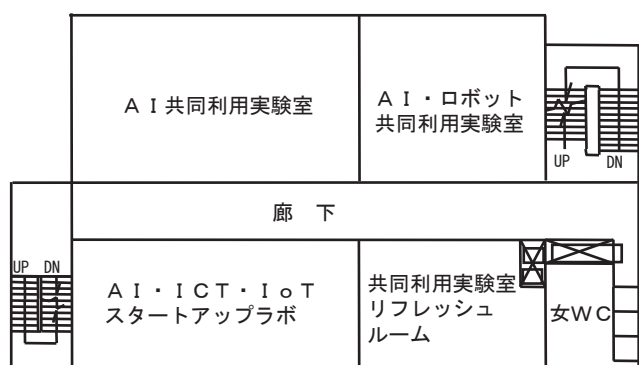 ＡＩ共同利用実験室
ＡＩ・ロボット
共同利用実験室
UP DN
廊　下
UP DN
ＡＩ・ＩＣＴ・ＩｏＴ
スタートアップラボ
共同利用実験室
リフレッシュ
ルーム
女ＷＣ